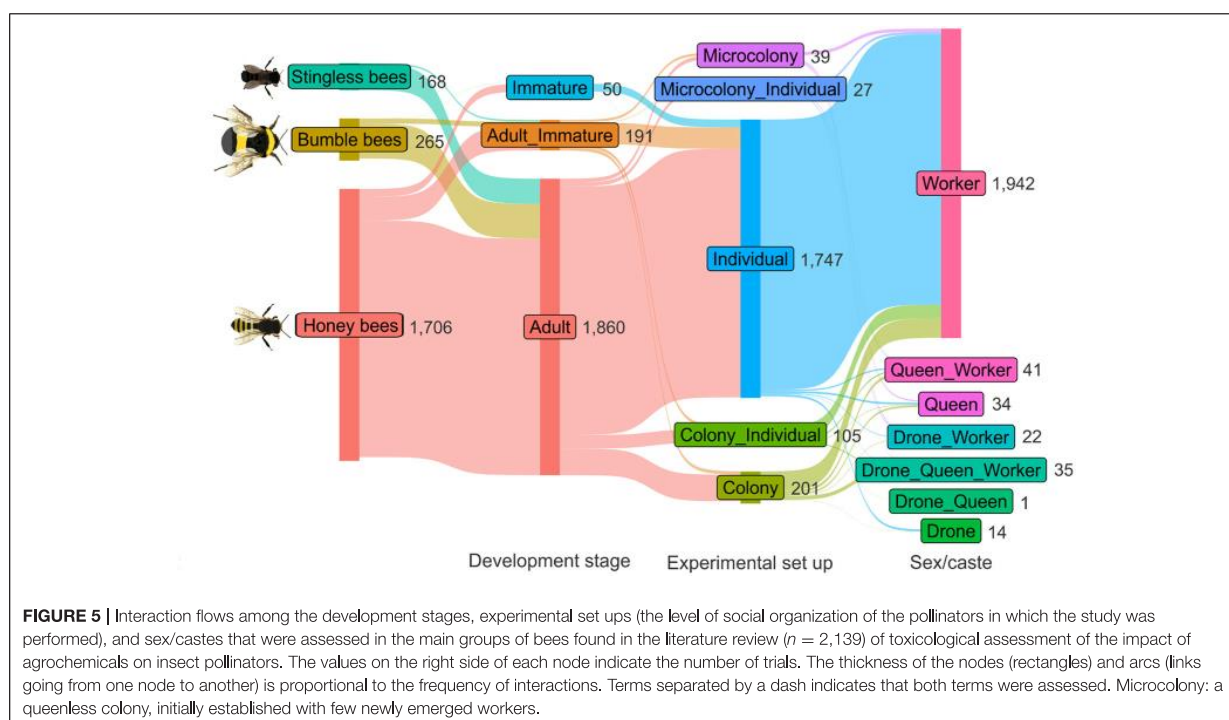 Stingless bees 168
Bumble bees 265
Honey bees 1,706
Immature 50
Adult_Immature 191
Adult 1,860
Microcolony 39
Microcolony_Individual 27
Individual 1,747
Colony_Individual 105
Colony 201
Worker 1,942
Queen_Worker 41
Queen 34
Drone_Worker 22
Drone_Queen_Worker 35
Drone_Queen 1
Drone 14
Development stage
Experimental set up
Sex/caste
FIGURE 5 | Interaction flows among the development stages, experimental set ups (the level of social organization of the pollinators in which the study was
performed), and sex/castes that were assessed in the main groups of bees found in the literature review (n = 2,139) of toxicological assessment of the impact of
agrochemicals on insect pollinators. The values on the right side of each node indicate the number of trials. The thickness of the nodes (rectangles) and arcs (links
going from one node to another) is proportional to the frequency of interactions. Terms separated by a dash indicates that both terms were assessed. Microcolony: a
queenless colony, initially established with few newly emerged workers.